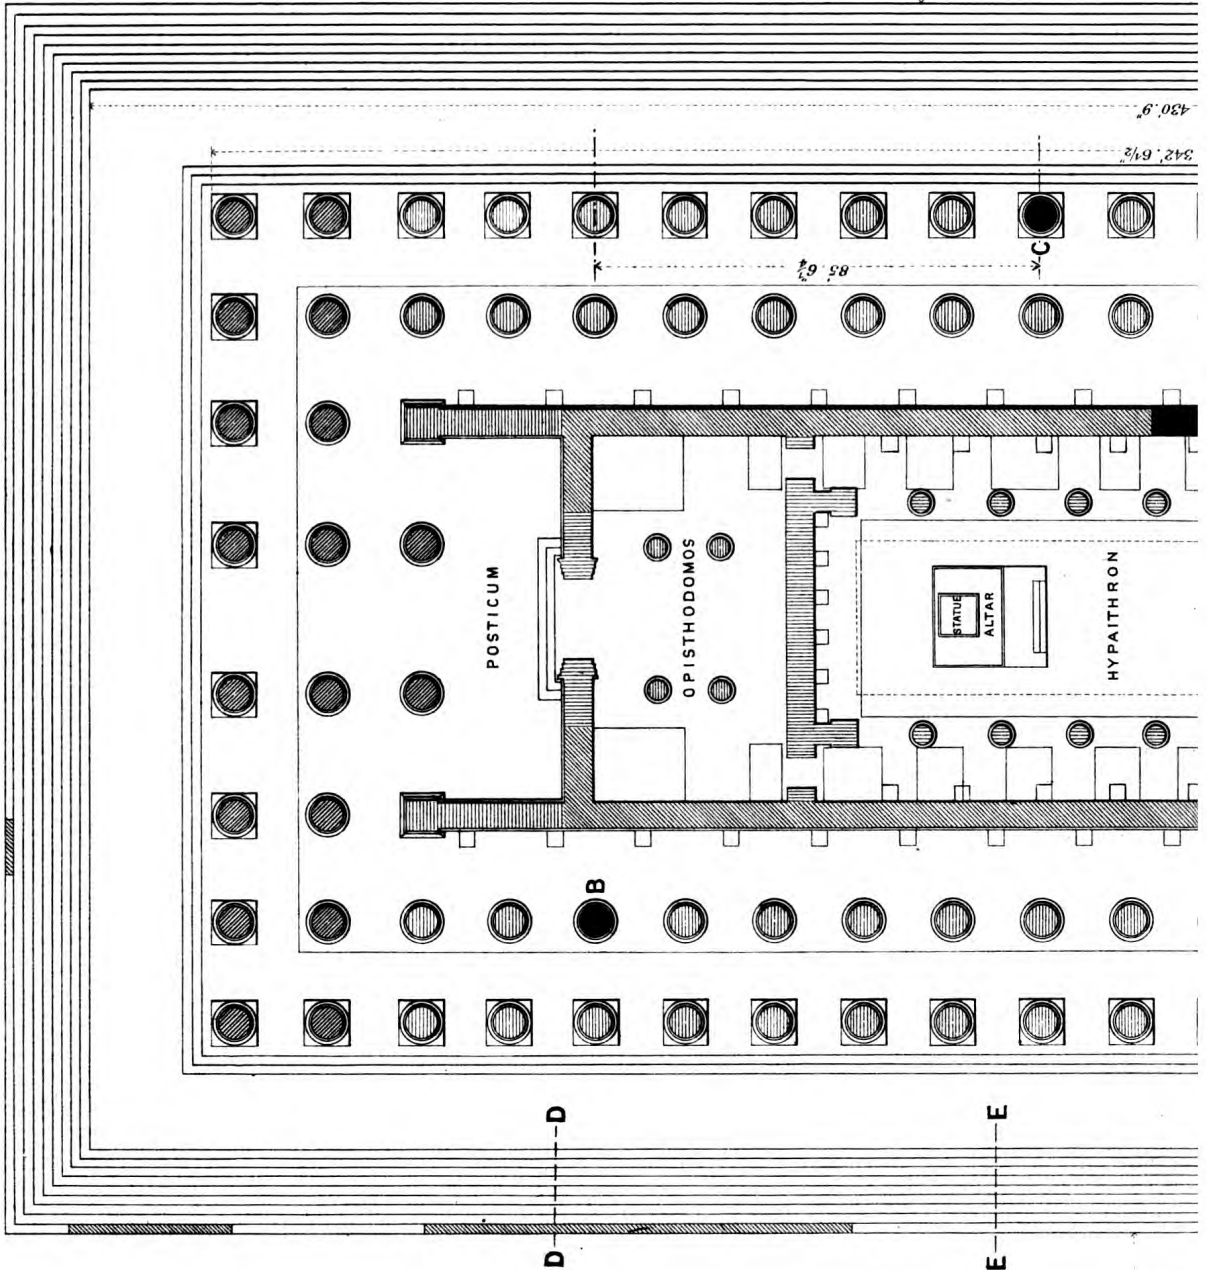 430'. 9"
342'. 6½"
C
85'. 6¾"
POSTICUM
OPISTHODOMOS
STATUE
ALTAR
HYPAITHRON
B
D
E
D
E